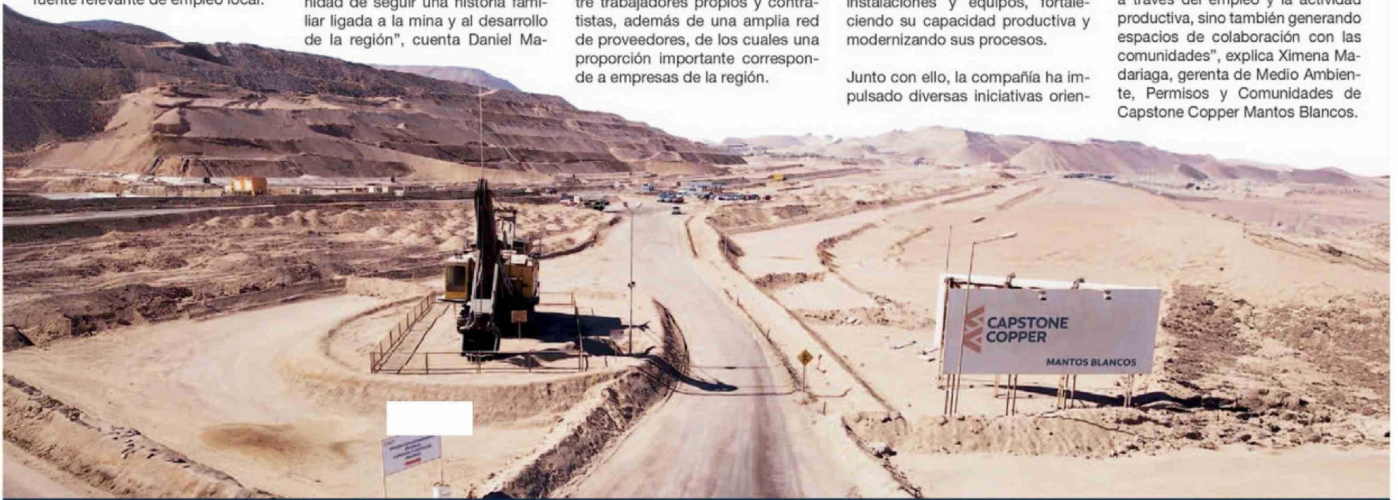 fuente relevante de empleo local.
nidad de seguir una historia fami-
liar ligada a la mina y al desarrollo
de la región”, cuenta Daniel Ma-
tre trabajadores propios y contra-
tistas, además de una amplia red
de proveedores, de los cuales una
proporción importante correspon-
de a empresas de la región.
instalaciones y equipos, fortale-
ciendo su capacidad productiva y
modernizando sus procesos.
Junto con ello, la compañía ha im-
pulsado diversas iniciativas orien-
a través del empleo y la actividad
productiva, sino también generando
espacios de colaboración con las
comunidades”, explica Ximena Ma-
dariaga, gerenta de Medio Ambien-
te, Permisos y Comunidades de
Capstone Copper Mantos Blancos.
CAPSTONE
COPPER
MANTOS BLANCOS